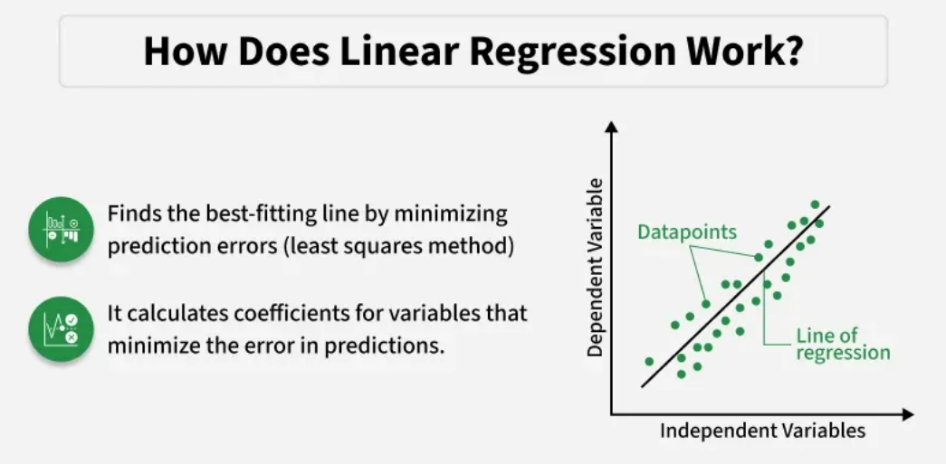 How Does Linear Regression Work?
Finds the best-fitting line by minimizing
prediction errors (least squares method)
It calculates coefficients for variables that
minimize the error in predictions.
Dependent Variable
Datapoints
Line of
regression
Independent Variables